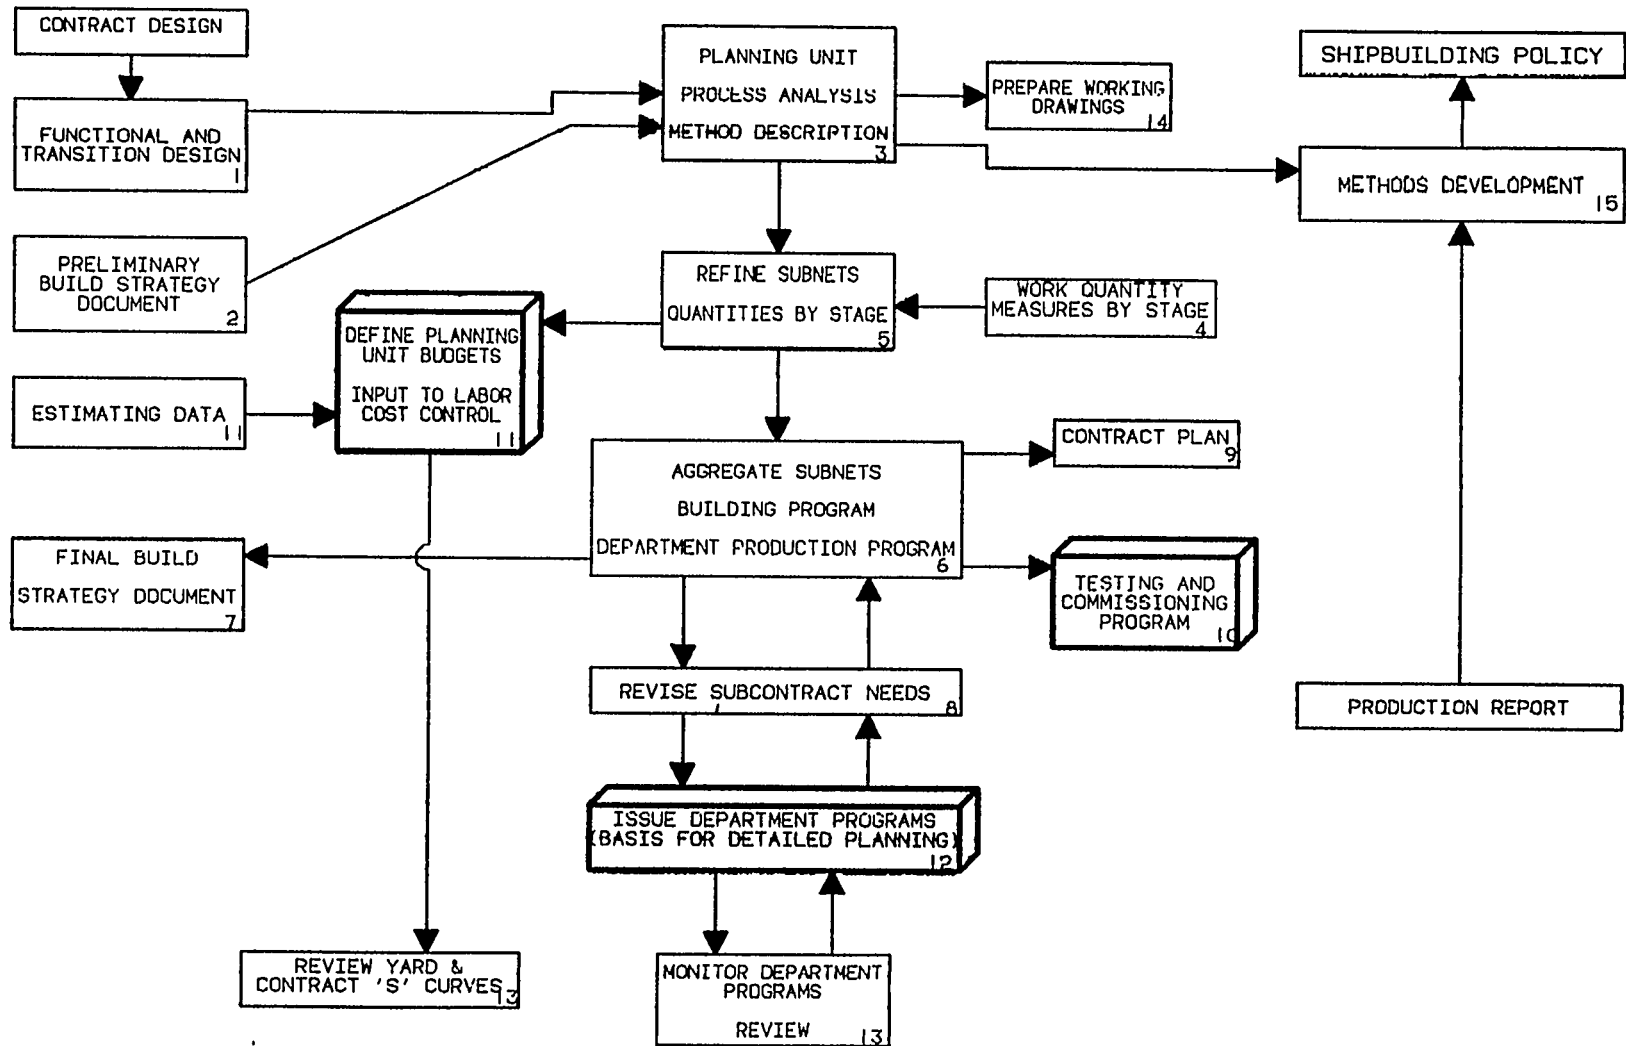 CONTRACT DESIGN
FUNCTIONAL AND
TRANSITION DESIGN
1
PRELIMINARY
BUILD STRATEGY
DOCUMENT
2
ESTIMATING DATA
11
FINAL BUILD
STRATEGY DOCUMENT
7
DEFINE PLANNING
UNIT BUDGETS
INPUT TO LABOR
COST CONTROL
11
REVIEW YARD &
CONTRACT 'S' CURVES
13
PLANNING UNIT
PROCESS ANALYSIS
METHOD DESCRIPTION
3
REFINE SUBNETS
QUANTITIES BY STAGE
5
AGGREGATE SUBNETS
BUILDING PROGRAM
DEPARTMENT PRODUCTION PROGRAM
6
REVISE SUBCONTRACT NEEDS
8
ISSUE DEPARTMENT PROGRAMS
(BASIS FOR DETAILED PLANNING)
12
MONITOR DEPARTMENT
PROGRAMS
REVIEW
13
PREPARE WORKING
DRAWINGS
14
WORK QUANTITY
MEASURES BY STAGE
4
CONTRACT PLAN
9
TESTING AND
COMMISSIONING
PROGRAM
10
SHIPBUILDING POLICY
METHODS DEVELOPMENT
15
PRODUCTION REPORT